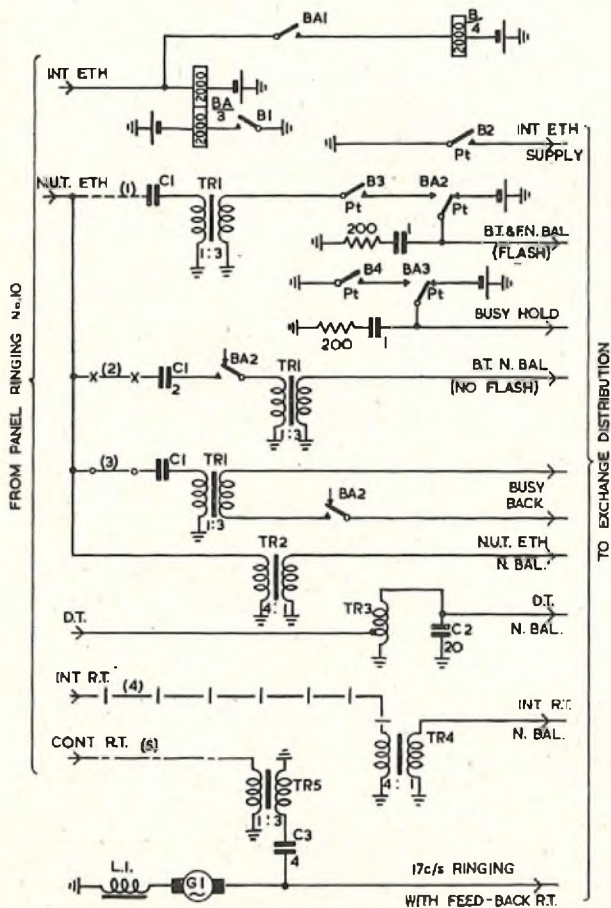 BA1
B
4
2000
INT ETH
2000
BA
3
B1
2000
B2
INT ETH
Pt
SUPPLY
N.U.T. ETH
(1)
C1
TR1
B3
BA2
Pt
Pt
1:3
200
1
B.T. & F.N. BAL
(FLASH)
B4
BA3
Pt
Pt
BUSY HOLD
200
1
(2)
C1
2
BA2
TR1
B.T. N. BAL
(NO FLASH)
1:3
(3)
C1
TR1
BUSY
BACK
1:3
BA2
TR2
N.U.T. ETH
N. BAL.
4:1
D.T.
TR3
C2
20
D.T.
N. BAL.
INT R.T.
(4)
INT R.T.
N. BAL.
TR4
4:1
CONT R.T.
(5)
TR5
1:3
C3
4
L.I.
G1
17c/s RINGING
WITH FEED-BACK R.T.
FROM PANEL RINGING No.10
TO EXCHANGE DISTRIBUTION